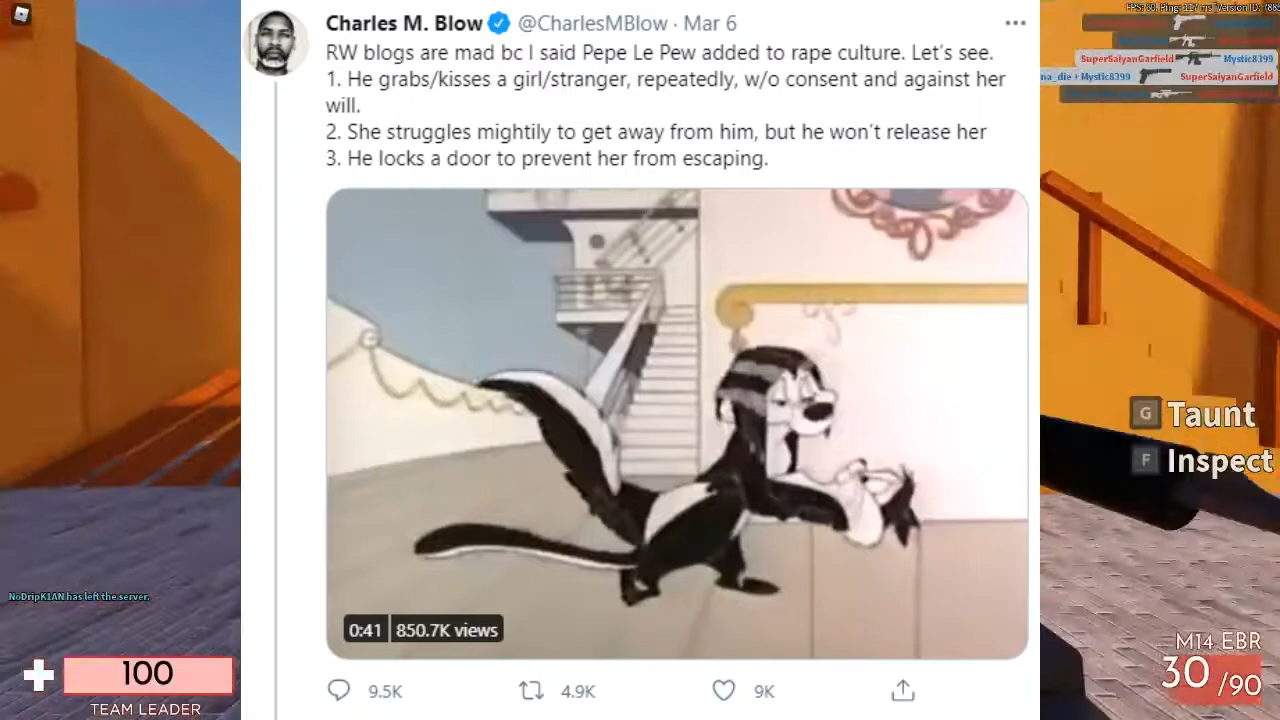 Charles M. Blow @CharlesMBlow · Mar 6
RW blogs are mad bc I said Pepe Le Pew added to rape culture. Let's see.
1. He grabs/kisses a girl/stranger, repeatedly, w/o consent and against her
will.
2. She struggles mightily to get away from him, but he won't release her
3. He locks a door to prevent her from escaping.
0:41 850.7K views
9.5K 4.9K 9K
SuperSaiyanGarfield Mystic8399
Mystic8399 SuperSaiyanGarfield
G Taunt
F Inspect
NoDripK1AN has left the server.
100
TEAM LEADER
M14 EBR
30/90